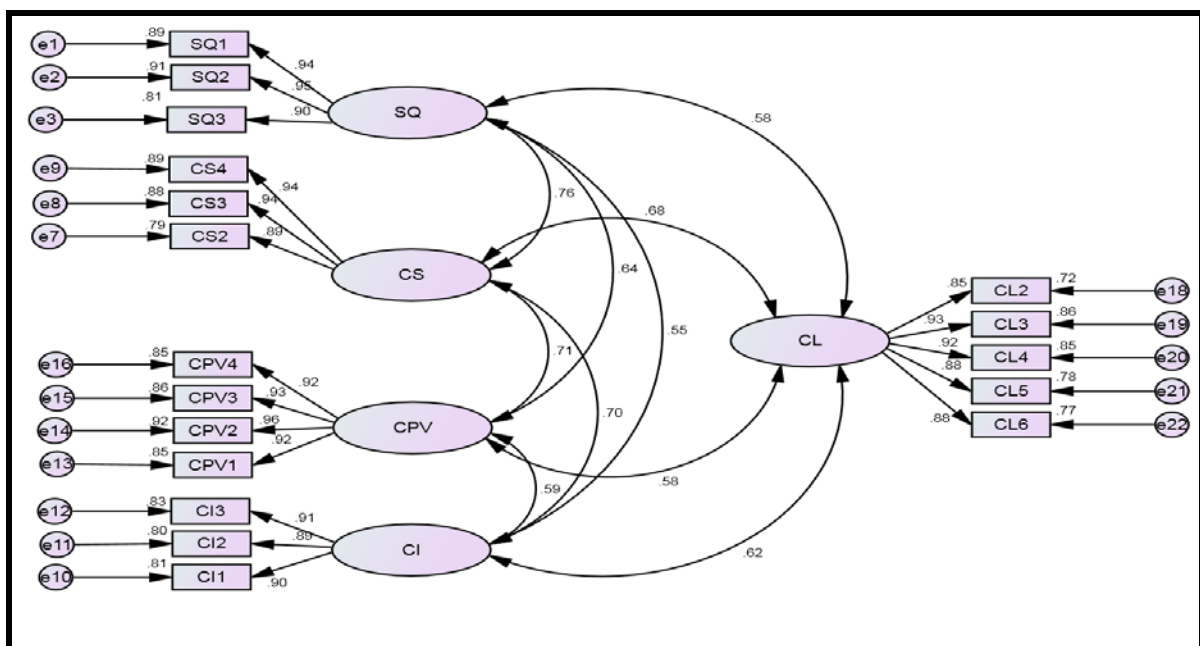 e1 .89 SQ1 .94
e2 .91 SQ2 .95
e3 .81 SQ3 .90
SQ
.58
e9 .89 CS4 .94
e8 .88 CS3 .94
e7 .79 CS2 .89
CS
.76
.68
.64
.55
.71
.70
e16 .85 CPV4 .92
e15 .86 CPV3 .93
e14 .92 CPV2 .96
e13 .85 CPV1 .92
CPV
.59
.58
e12 .83 CI3 .91
e11 .80 CI2 .89
e10 .81 CI1 .90
CI
.62
CL
.85 CL2 .72 e18
.93 CL3 .86 e19
.92 CL4 .85 e20
.88 CL5 .78 e21
.88 CL6 .77 e22